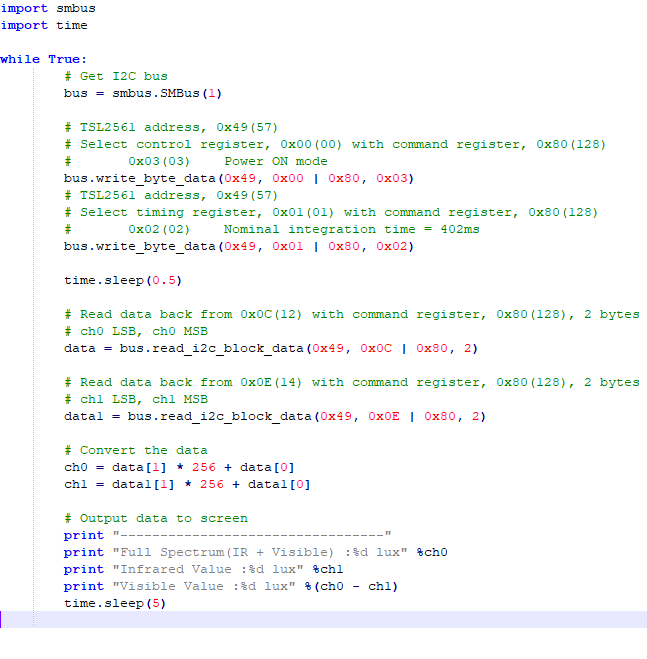 import smbus
import time
while True:
# Get I2C bus
bus = smbus.SMBus(1)
# TSL2561 address, 0x49(57)
# Select control register, 0x00(00) with command register, 0x80(128)
# 0x03(03) Power ON mode
bus.write_byte_data(0x49, 0x00 | 0x80, 0x03)
# TSL2561 address, 0x49(57)
# Select timing register, 0x01(01) with command register, 0x80(128)
# 0x02(02) Nominal integration time = 402ms
bus.write_byte_data(0x49, 0x01 | 0x80, 0x02)
time.sleep(0.5)
# Read data back from 0x0C(12) with command register, 0x80(128), 2 bytes
# ch0 LSB, ch0 MSB
data = bus.read_i2c_block_data(0x49, 0x0C | 0x80, 2)
# Read data back from 0x0E(14) with command register, 0x80(128), 2 bytes
# ch1 LSB, ch1 MSB
data1 = bus.read_i2c_block_data(0x49, 0x0E | 0x80, 2)
# Convert the data
ch0 = data[1] * 256 + data[0]
ch1 = data1[1] * 256 + data1[0]
# Output data to screen
print "---------------------------------"
print "Full Spectrum(IR + Visible) :%d lux" %ch0
print "Infrared Value :%d lux" %ch1
print "Visible Value :%d lux" %(ch0 - ch1)
time.sleep(5)